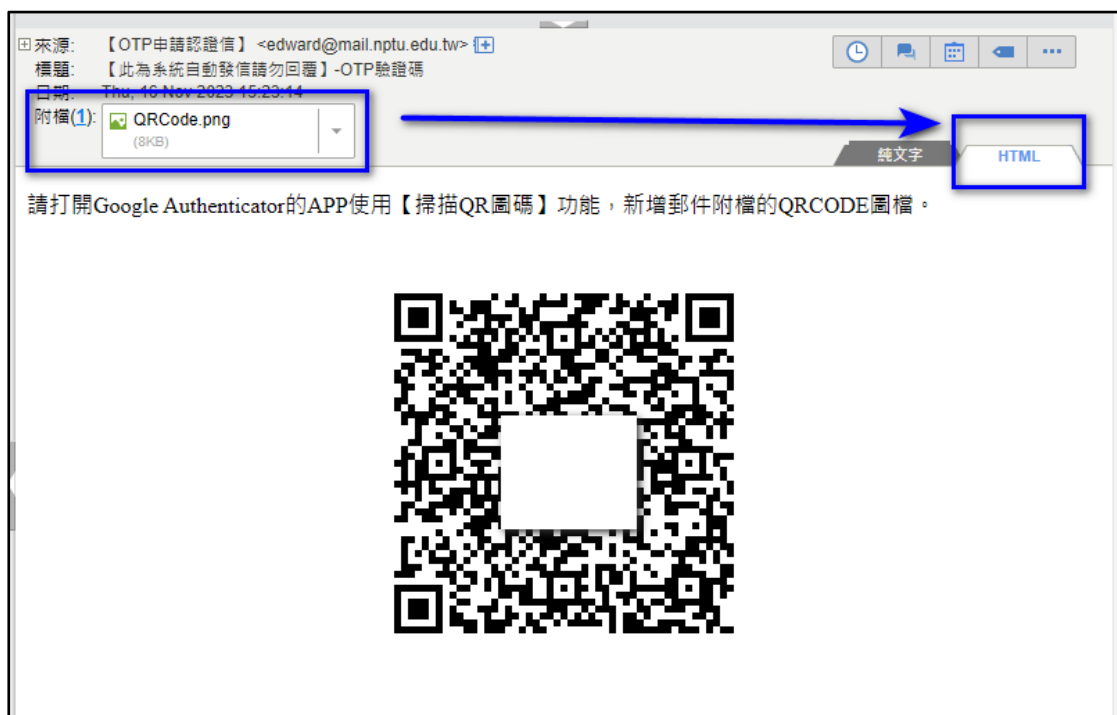 來源: 【OTP申請認證信】 <edward@mail.nptu.edu.tw>
標題: 【此為系統自動發信請勿回覆】-OTP驗證碼
日期: Thu, 16 Nov 2023 15:23:14
附檔(1): QRCode.png
(8KB)
純文字 HTML
請打開Google Authenticator的APP使用【掃描QR圖碼】功能，新增郵件附檔的QRCODE圖檔。